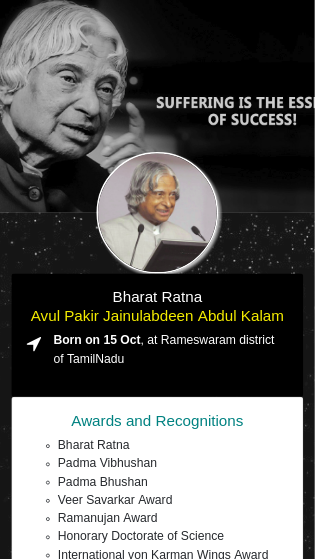 SUFFERING IS THE ESS
OF SUCCESS!
Bharat Ratna
Avul Pakir Jainulabdeen Abdul Kalam
Born on 15 Oct, at Rameswaram district
of TamilNadu
Awards and Recognitions
Bharat Ratna
Padma Vibhushan
Padma Bhushan
Veer Savarkar Award
Ramanujan Award
Honorary Doctorate of Science
International von Karman Wings Award